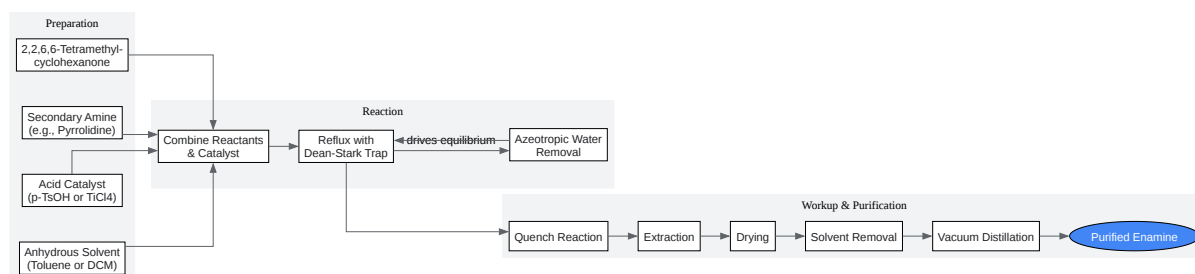 Preparation
2,2,6,6-Tetramethyl-
cyclohexanone
Secondary Amine
(e.g., Pyrrolidine)
Acid Catalyst
(p-TsOH or TiCl4)
Anhydrous Solvent
(Toluene or DCM)
Reaction
Combine Reactants
& Catalyst
Reflux with
Dean-Stark Trap
drives equilibrium
Azeotropic Water
Removal
Workup & Purification
Quench Reaction
Extraction
Drying
Solvent Removal
Vacuum Distillation
Purified Enamine